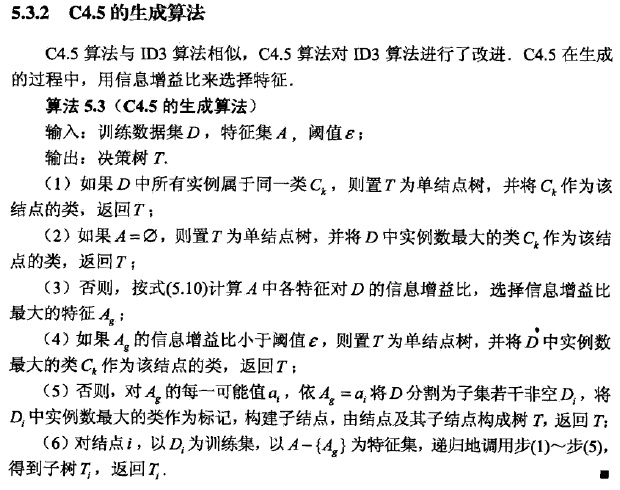 5.3.2 C4.5 的生成算法
C4.5 算法与 ID3 算法相似，C4.5 算法对 ID3 算法进行了改进．C4.5 在生成
的过程中，用信息增益比来选择特征．
算法 5.3（C4.5 的生成算法）
输入：训练数据集 D，特征集 A，阈值 ε；
输出：决策树 T．
（1）如果 D 中所有实例属于同一类 Cₖ，则置 T 为单结点树，并将 Cₖ 作为该
结点的类，返回 T；
（2）如果 A=∅，则置 T 为单结点树，并将 D 中实例数最大的类 Cₖ 作为该结
点的类，返回 T；
（3）否则，按式(5.10)计算 A 中各特征对 D 的信息增益比，选择信息增益比
最大的特征 A_g；
（4）如果 A_g 的信息增益比小于阈值 ε，则置 T 为单结点树，并将 D 中实例数
最大的类 Cₖ 作为该结点的类，返回 T；
（5）否则，对 A_g 的每一可能值 aᵢ，依 A_g = aᵢ 将 D 分割为子集若干非空 Dᵢ，将
Dᵢ 中实例数最大的类作为标记，构建子结点，由结点及其子结点构成树 T，返回 T；
（6）对结点 i，以 Dᵢ 为训练集，以 A−{A_g} 为特征集，递归地调用步(1)～步(5)，
得到子树 Tᵢ，返回 Tᵢ． ■